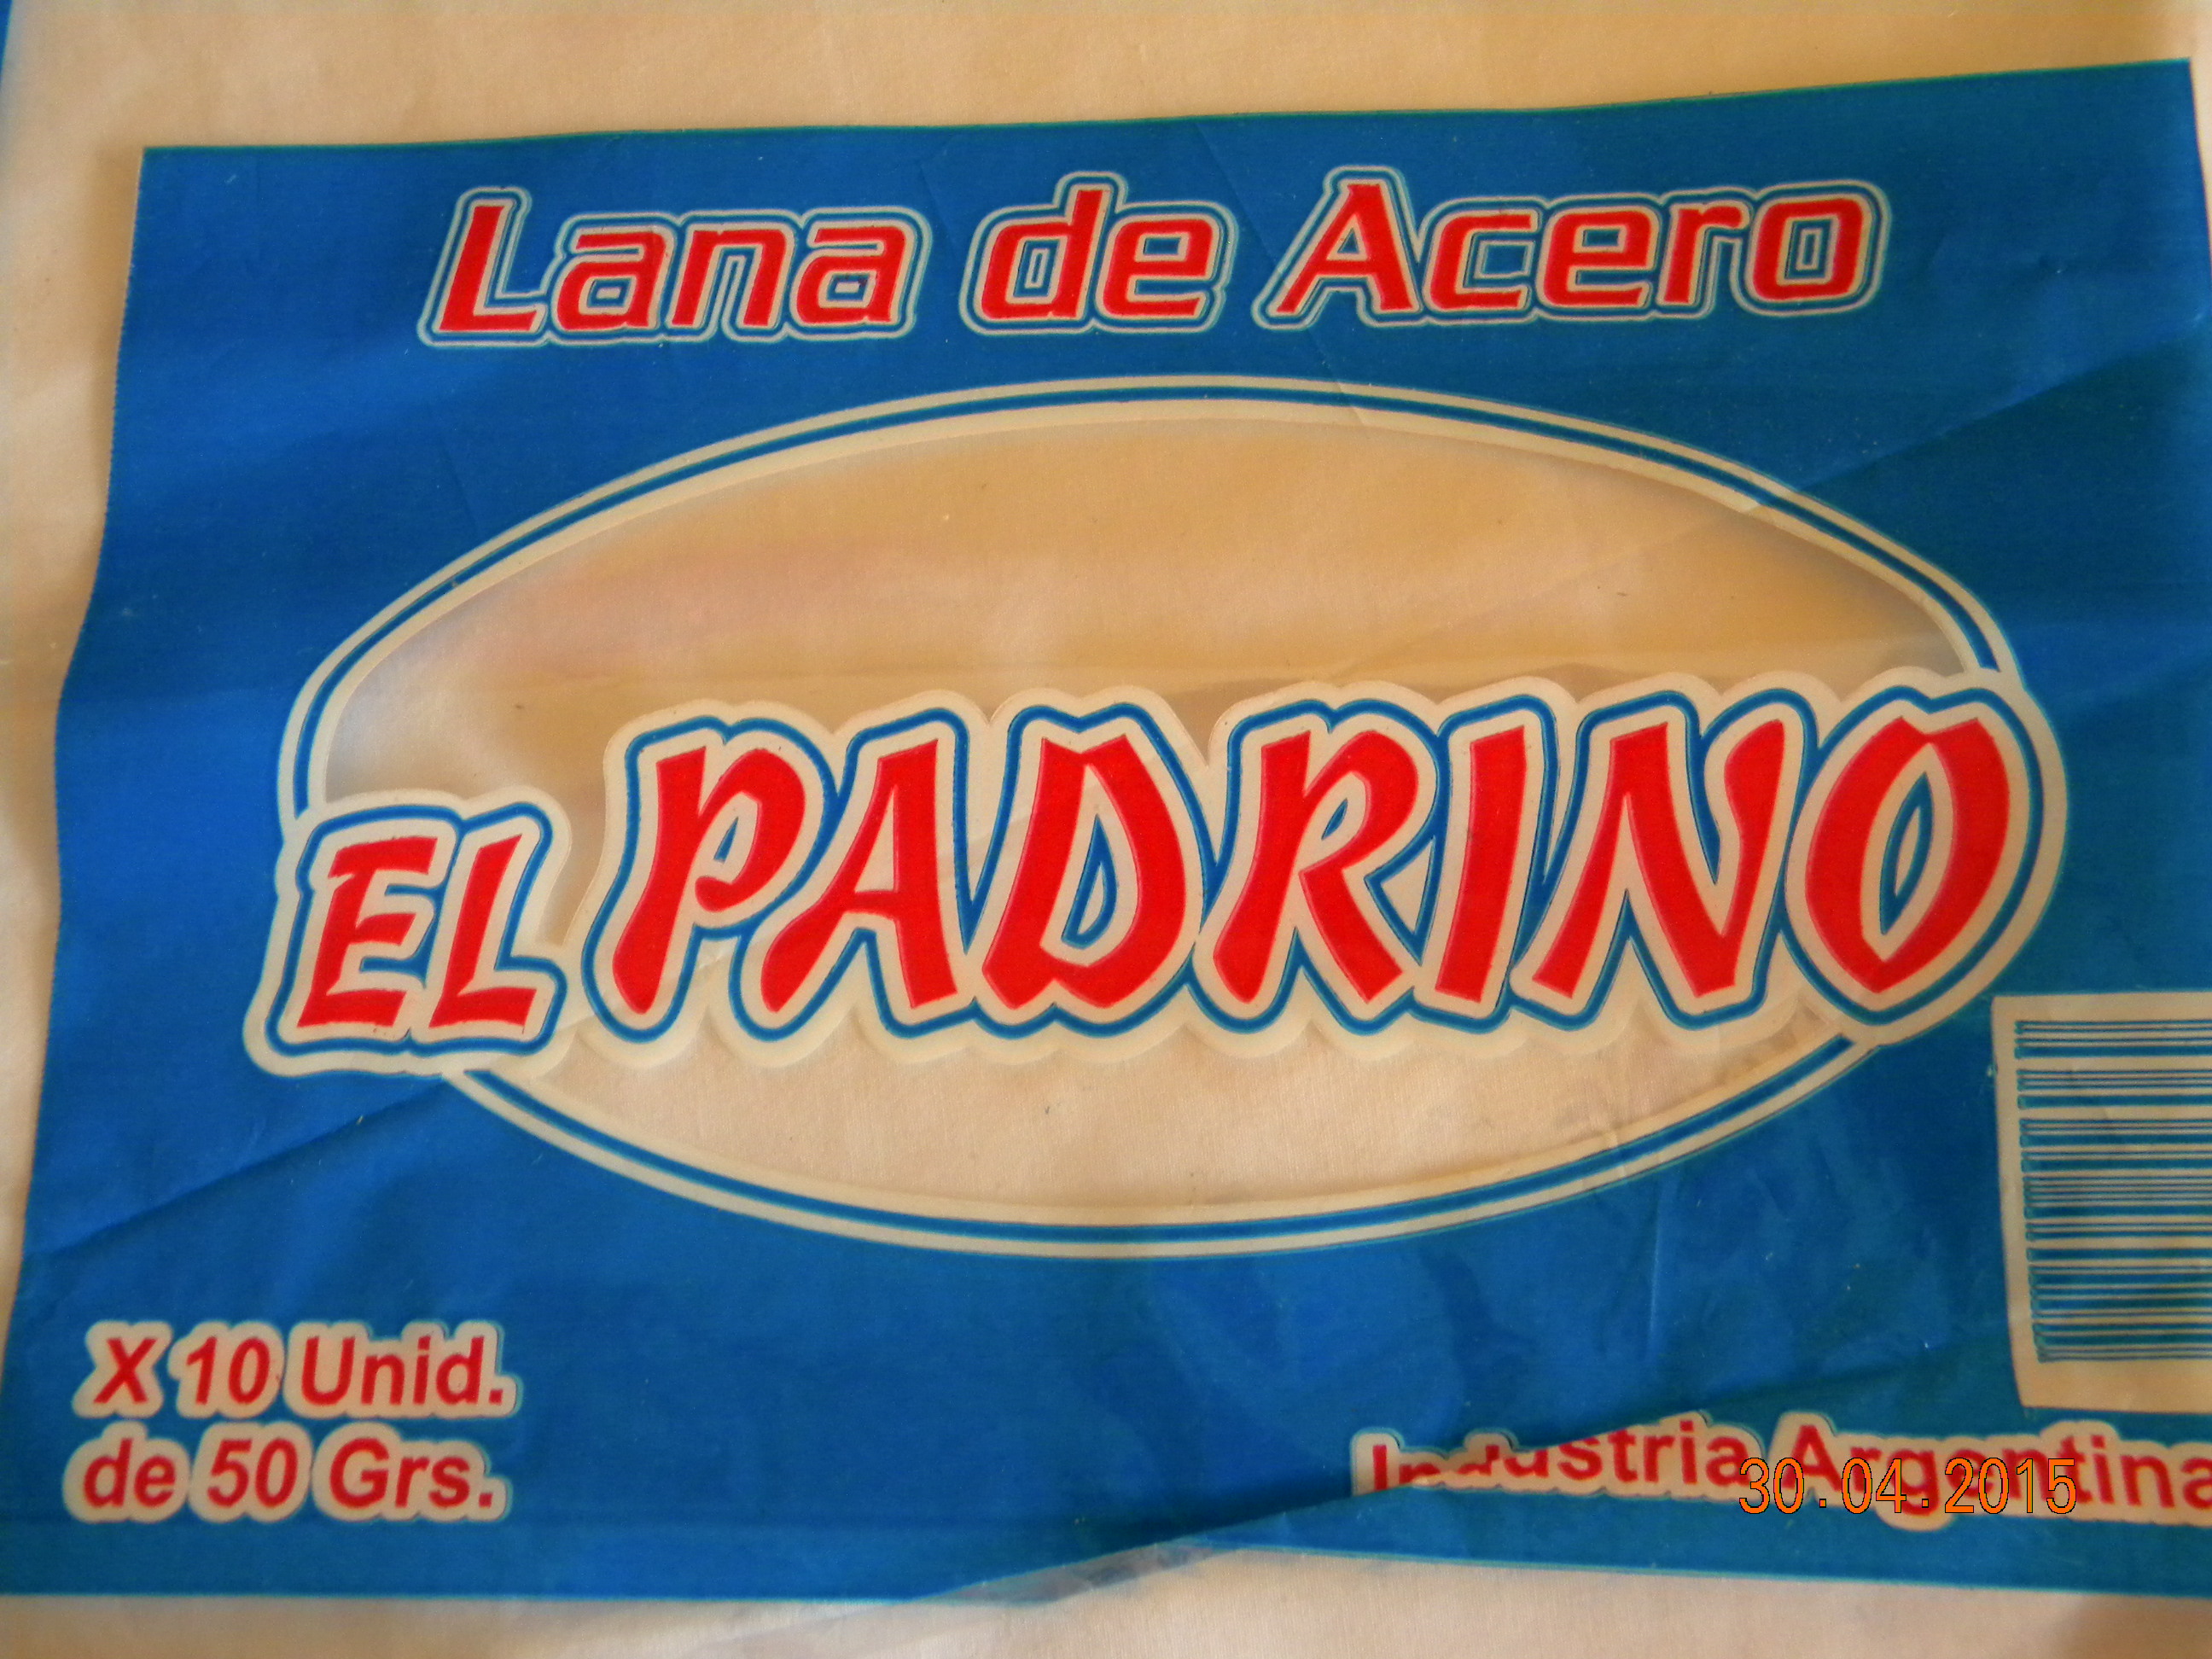 Lana de Acero
EL PADRINO
X 10 Unid.
de 50 Grs.
Industria Argentina
30.04.2015